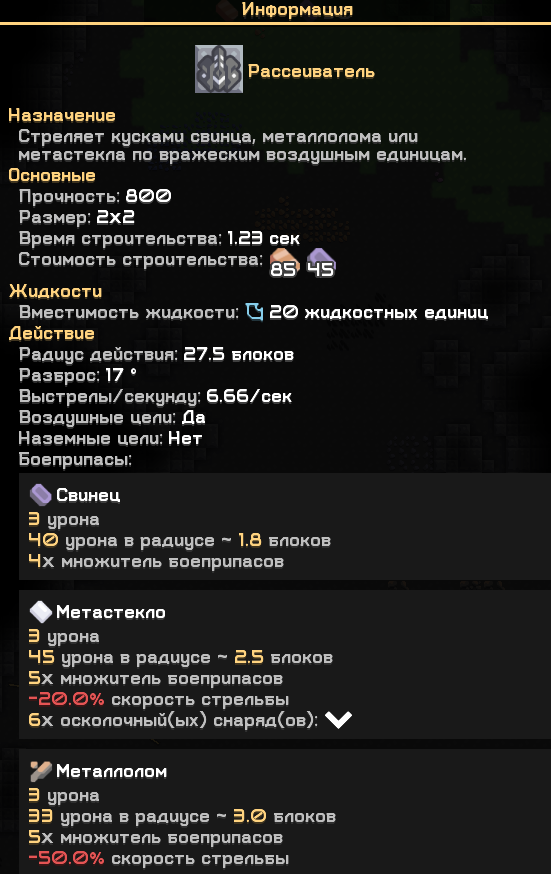 Информация
Рассеиватель
Назначение
Стреляет кусками свинца, металлолома или
метастекла по вражеским воздушным единицам.
Основные
Прочность: 800
Размер: 2x2
Время строительства: 1.23 сек
Стоимость строительства: 85 45
Жидкости
Вместимость жидкости: 20 жидкостных единиц
Действие
Радиус действия: 27.5 блоков
Разброс: 17 °
Выстрелы/секунду: 6.66/сек
Воздушные цели: Да
Наземные цели: Нет
Боеприпасы:
Свинец
3 урона
40 урона в радиусе ~ 1.8 блоков
4x множитель боеприпасов
Метастекло
3 урона
45 урона в радиусе ~ 2.5 блоков
5x множитель боеприпасов
-20.0% скорость стрельбы
6x осколочный(ых) снаряд(ов):
Металлолом
3 урона
33 урона в радиусе ~ 3.0 блоков
5x множитель боеприпасов
-50.0% скорость стрельбы